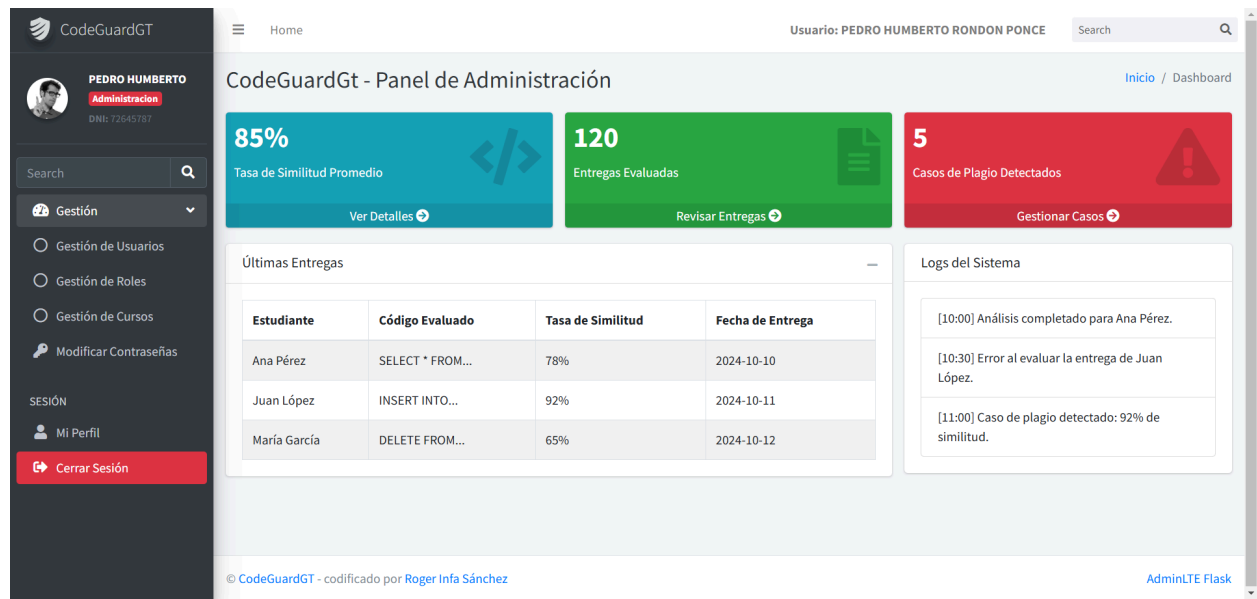 CodeGuardGT
Home
Usuario: PEDRO HUMBERTO RONDON PONCE
Search
PEDRO HUMBERTO
Administracion
DNI: 72645787
Search
Gestión
Gestión de Usuarios
Gestión de Roles
Gestión de Cursos
Modificar Contraseñas
SESIÓN
Mi Perfil
Cerrar Sesión
CodeGuardGt - Panel de Administración
Inicio / Dashboard
85%
Tasa de Similitud Promedio
Ver Detalles
120
Entregas Evaluadas
Revisar Entregas
5
Casos de Plagio Detectados
Gestionar Casos
Últimas Entregas
Estudiante Código Evaluado Tasa de Similitud Fecha de Entrega
Ana Pérez SELECT * FROM... 78% 2024-10-10
Juan López INSERT INTO... 92% 2024-10-11
María García DELETE FROM... 65% 2024-10-12
Logs del Sistema
[10:00] Análisis completado para Ana Pérez.
[10:30] Error al evaluar la entrega de Juan
López.
[11:00] Caso de plagio detectado: 92% de
similitud.
© CodeGuardGT - codificado por Roger Infa Sánchez
AdminLTE Flask